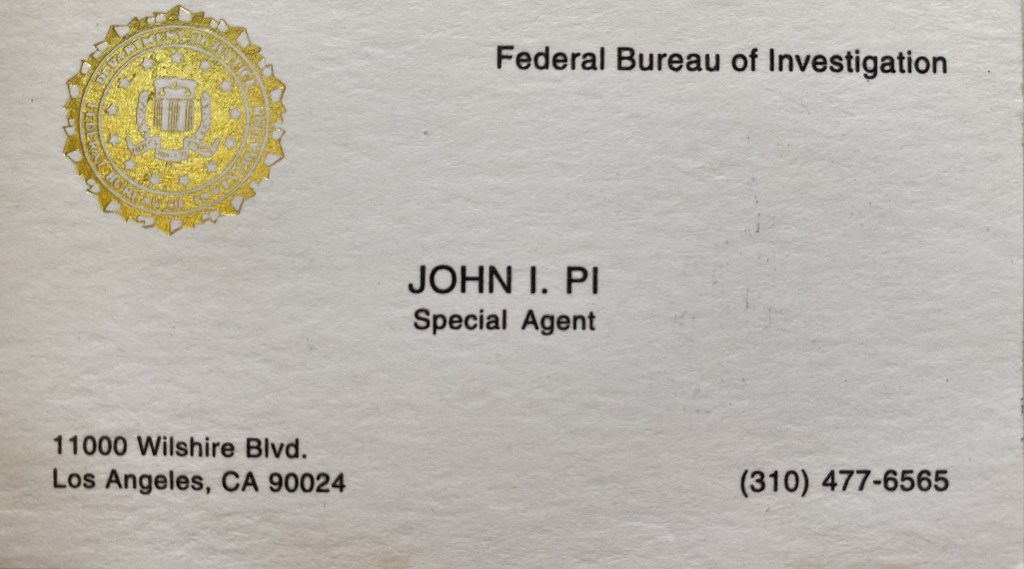 Federal Bureau of Investigation
JOHN I. PI
Special Agent
11000 Wilshire Blvd.
Los Angeles, CA 90024
(310) 477-6565